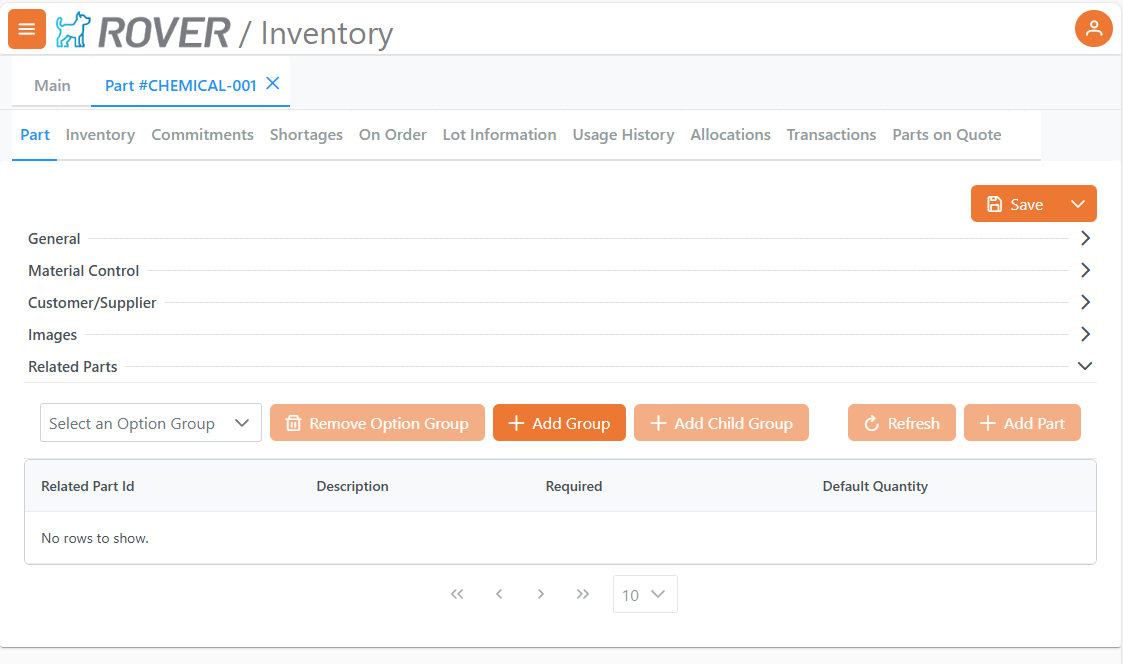 ROVER / Inventory
Main Part #CHEMICAL-001
Part Inventory Commitments Shortages On Order Lot Information Usage History Allocations Transactions Parts on Quote
Save
General
Material Control
Customer/Supplier
Images
Related Parts
Select an Option Group Remove Option Group Add Group Add Child Group Refresh Add Part
Related Part Id Description Required Default Quantity
No rows to show.
10